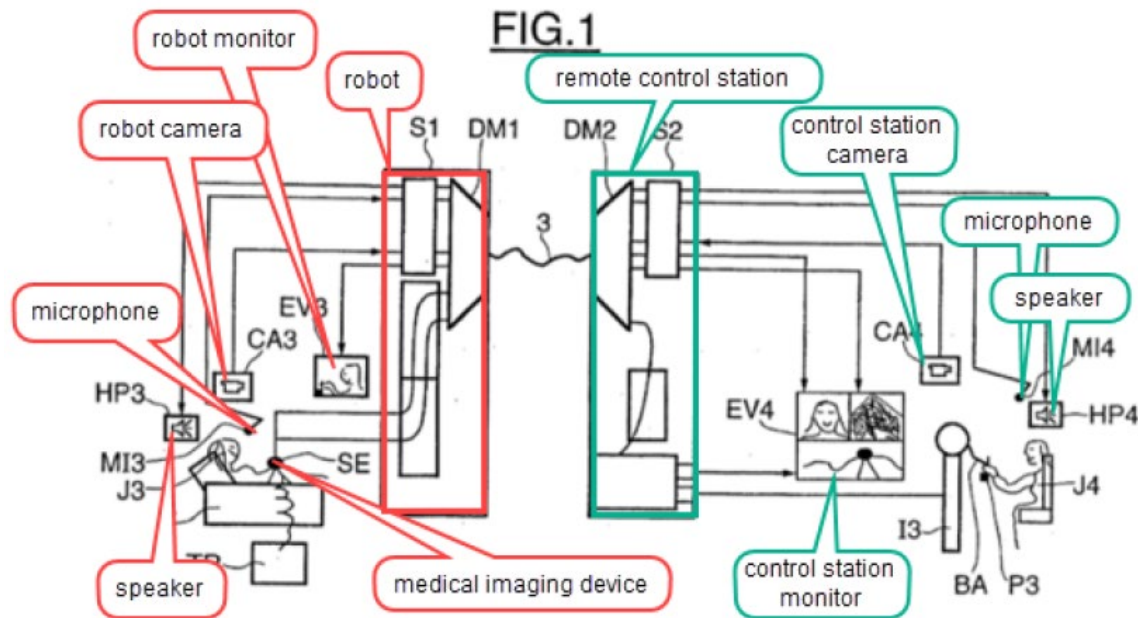 FIG.1
robot monitor
robot
remote control station
robot camera
S1
DM1
DM2
S2
control station
camera
3
microphone
microphone
speaker
EV3
CA3
CA4
MI4
HP3
EV4
HP4
MI3
SE
J3
J4
I3
speaker
medical imaging device
control station
monitor
BA
P3